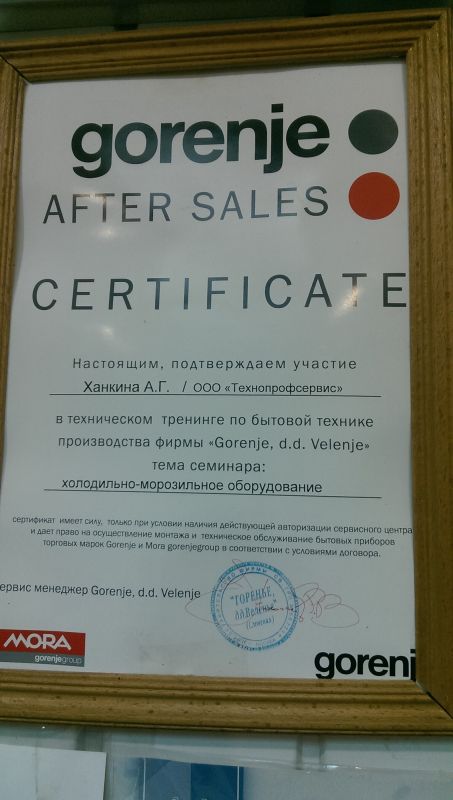 gorenje
AFTER SALES
CERTIFICATE
Настоящим, подтверждаем участие
Ханкина А.Г. / ООО «Технопрофсервис»
в техническом тренинге по бытовой технике
производства фирмы «Gorenje, d.d. Velenje»
тема семинара:
холодильно-морозильное оборудование
сертификат имеет силу, только при условии наличия действующей авторизации сервисного центра
и дает право на осуществление монтажа и техническое обслуживание бытовых приборов
торговых марок Gorenje и Mora gorenjegroup в соответствии с условиями договора.
ервис менеджер Gorenje, d.d. Velenje
"ГОРЕНЬЕ,
MORA
gorenjegroup
gorenj